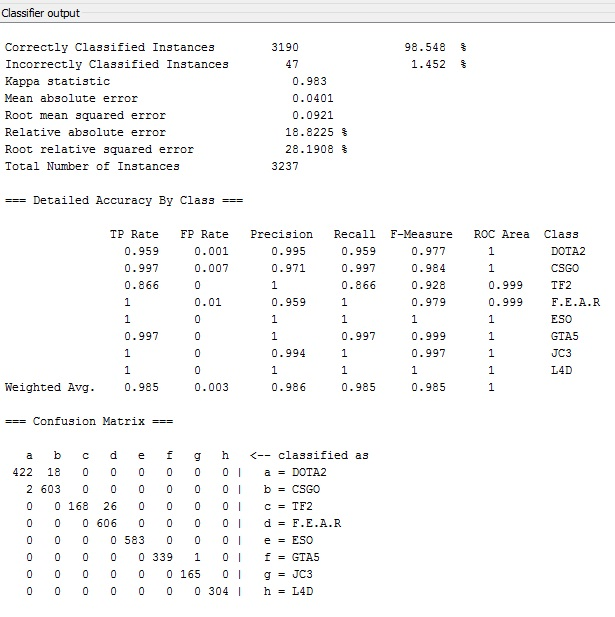 Classifier output
Correctly Classified Instances 3190 98.548 %
Incorrectly Classified Instances 47 1.452 %
Kappa statistic 0.983
Mean absolute error 0.0401
Root mean squared error 0.0921
Relative absolute error 18.8225 %
Root relative squared error 28.1908 %
Total Number of Instances 3237
=== Detailed Accuracy By Class ===
TP Rate FP Rate Precision Recall F-Measure ROC Area Class
0.959 0.001 0.995 0.959 0.977 1 DOTA2
0.997 0.007 0.971 0.997 0.984 1 CSGO
0.866 0 1 0.866 0.928 0.999 TF2
1 0.01 0.959 1 0.979 0.999 F.E.A.R
1 0 1 1 1 1 ESO
0.997 0 1 0.997 0.999 1 GTA5
1 0 0.994 1 0.997 1 JC3
1 0 1 1 1 1 L4D
Weighted Avg. 0.985 0.003 0.986 0.985 0.985 1
=== Confusion Matrix ===
a b c d e f g h <-- classified as
422 18 0 0 0 0 0 0 | a = DOTA2
2 603 0 0 0 0 0 0 | b = CSGO
0 0 168 26 0 0 0 0 | c = TF2
0 0 0 606 0 0 0 0 | d = F.E.A.R
0 0 0 0 583 0 0 0 | e = ESO
0 0 0 0 0 339 1 0 | f = GTA5
0 0 0 0 0 0 165 0 | g = JC3
0 0 0 0 0 0 0 304 | h = L4D